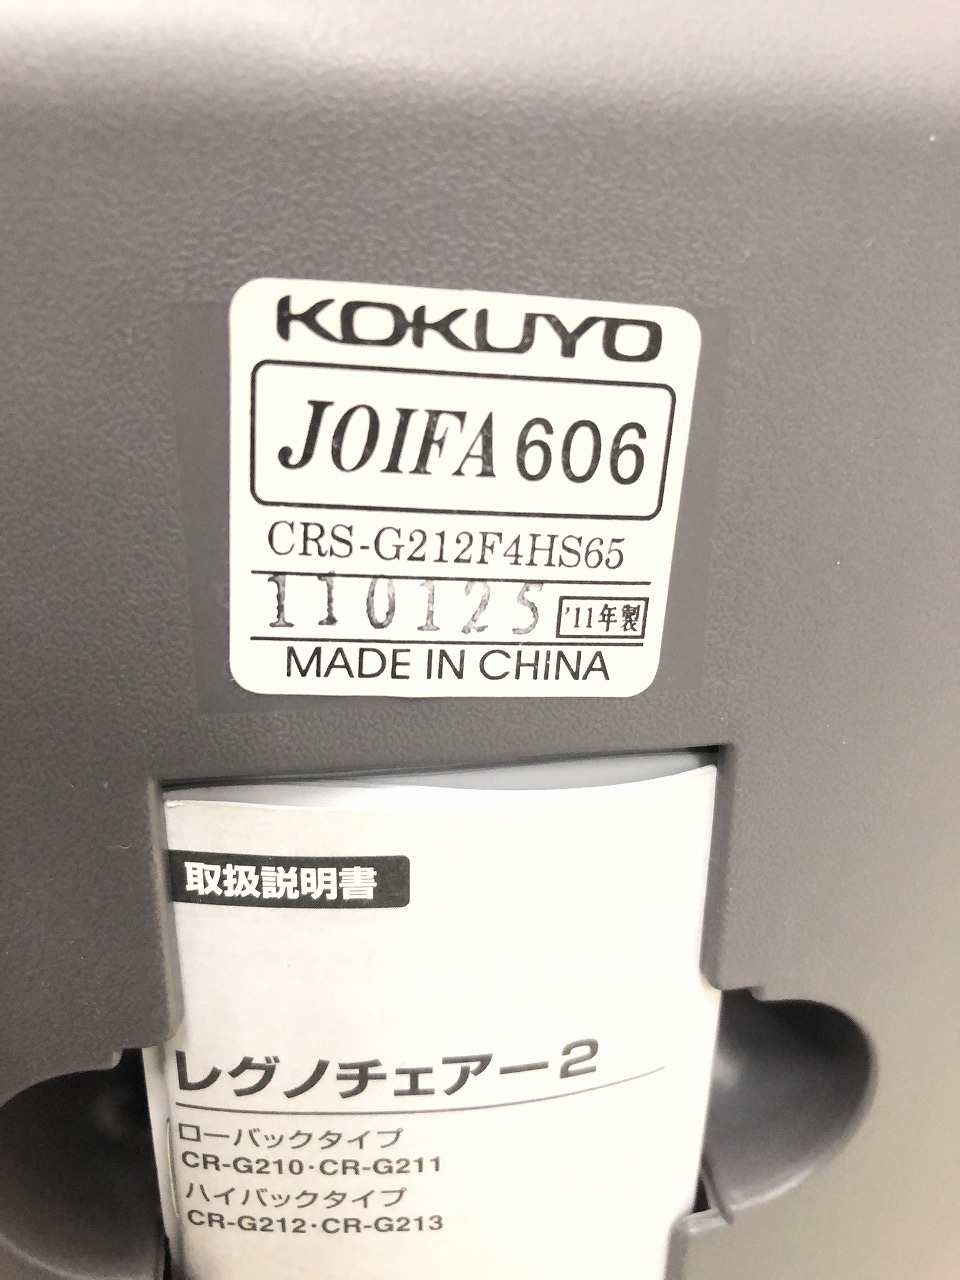 KOKUYO
JOIFA 606
CRS-G212F4HS65
110125 '11年製
MADE IN CHINA
取扱説明書
レグノチェアー2
ローバックタイプ
CR-G210・CR-G211
ハイバックタイプ
CR-G212・CR-G213